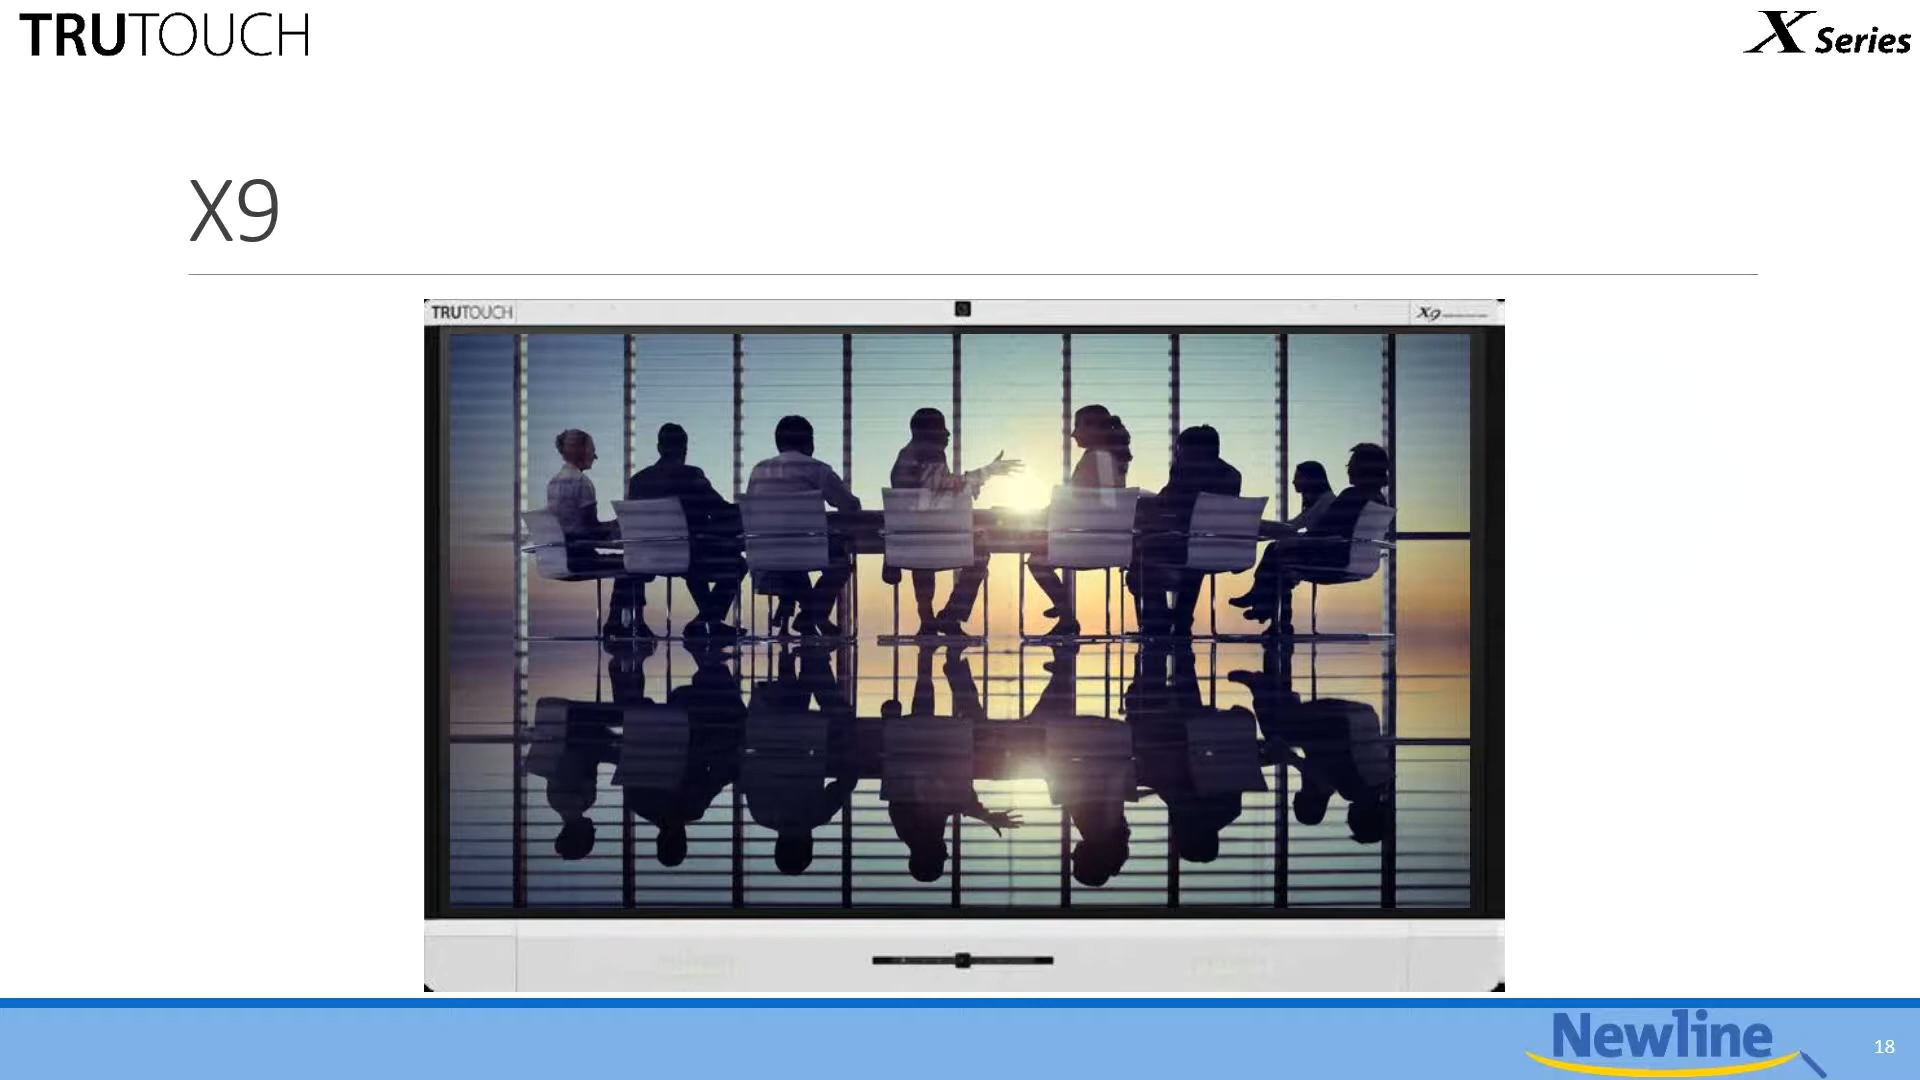 TRUTOUCH
X Series
X9
TRUTOUCH
X9
Newline
18